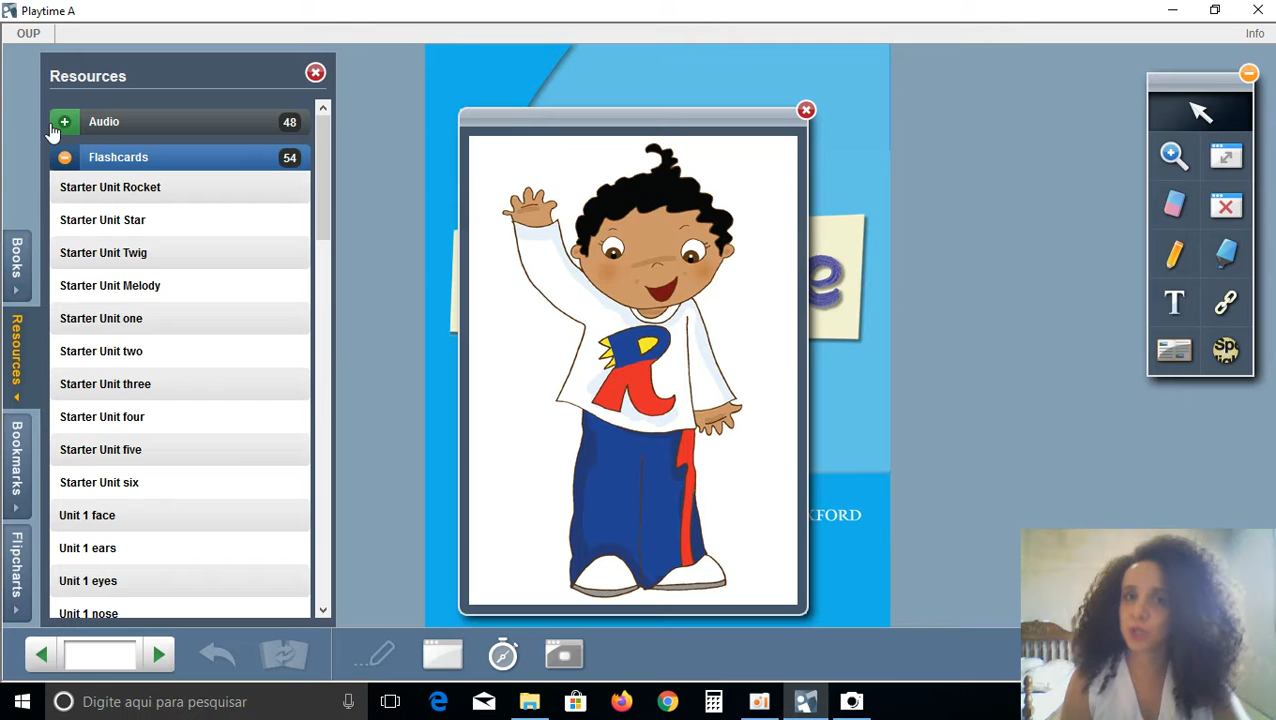 Playtime A
OUP
Info
Resources
Audio 48
Flashcards 54
Starter Unit Rocket
Starter Unit Star
Starter Unit Twig
Starter Unit Melody
Starter Unit one
Starter Unit two
Starter Unit three
Starter Unit four
Starter Unit five
Starter Unit six
Unit 1 face
Unit 1 ears
Unit 1 eyes
Unit 1 nose
Books
Resources
Bookmarks
Flipcharts
R
e
XFORD
T
Digite aqui para pesquisar